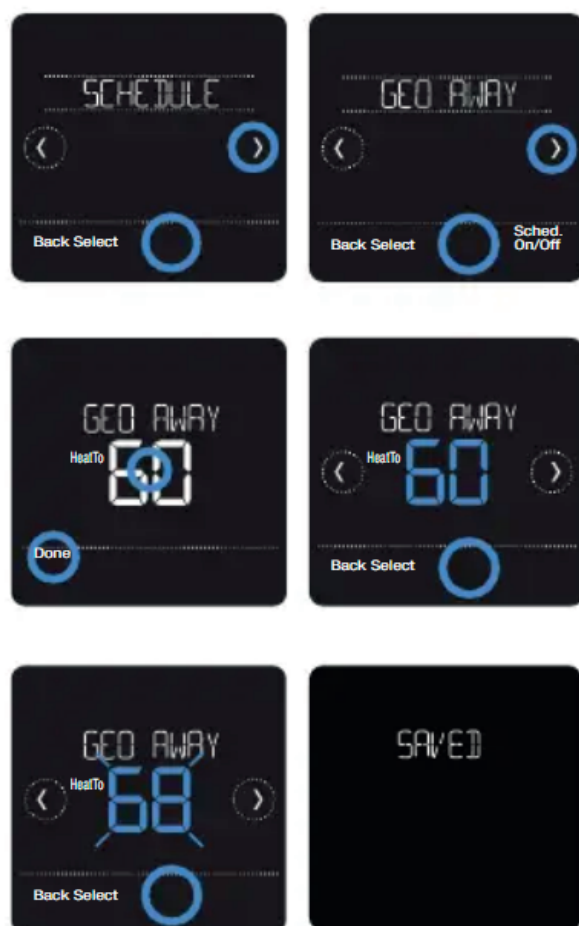 SCHEDULE
Back Select
GEO AWAY
Back Select
Sched.
On/Off
GEO AWAY
HeatTo
60
Done
GEO AWAY
HeatTo
60
Back Select
GEO AWAY
HeatTo
68
Back Select
SAVED